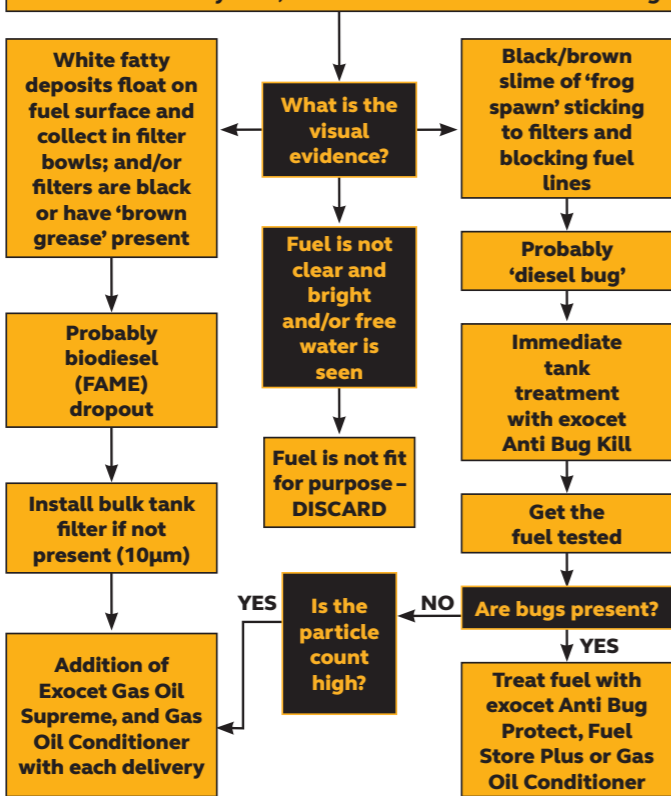 White fatty
deposits float on
fuel surface and
collect in filter
bowls; and/or
filters are black
or have ‘brown
grease’ present
What is the
visual
evidence?
Black/brown
slime of ‘frog
spawn’ sticking
to filters and
blocking fuel
lines
Fuel is not
clear and
bright
and/or free
water is
seen
Probably
‘diesel bug’
Probably
biodiesel
(FAME)
dropout
Immediate
tank
treatment
with exocet
Anti Bug Kill
Fuel is not fit
for purpose –
DISCARD
Install bulk tank
filter if not
present (10µm)
Get the
fuel tested
YES
Is the
particle
count
high?
NO
Are bugs present?
YES
Addition of
Exocet Gas Oil
Supreme, and Gas
Oil Conditioner
with each delivery
Treat fuel with
exocet Anti Bug
Protect, Fuel
Store Plus or Gas
Oil Conditioner